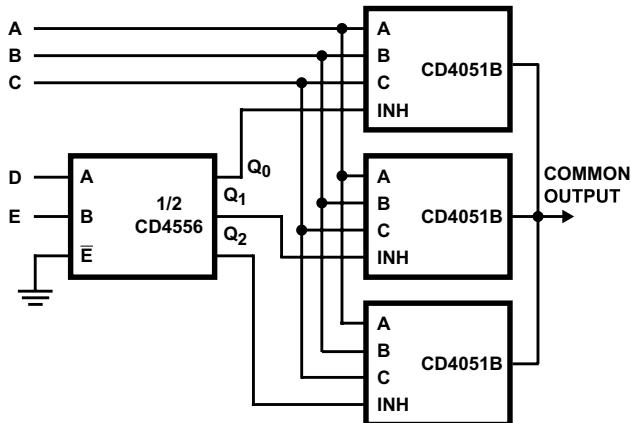 A
B
C
A
B
C
INH
CD4051B
D
E
A
B
E̅
1/2
CD4556
Q0
Q1
Q2
A
B
C
INH
CD4051B
COMMON
OUTPUT
A
B
C
INH
CD4051B